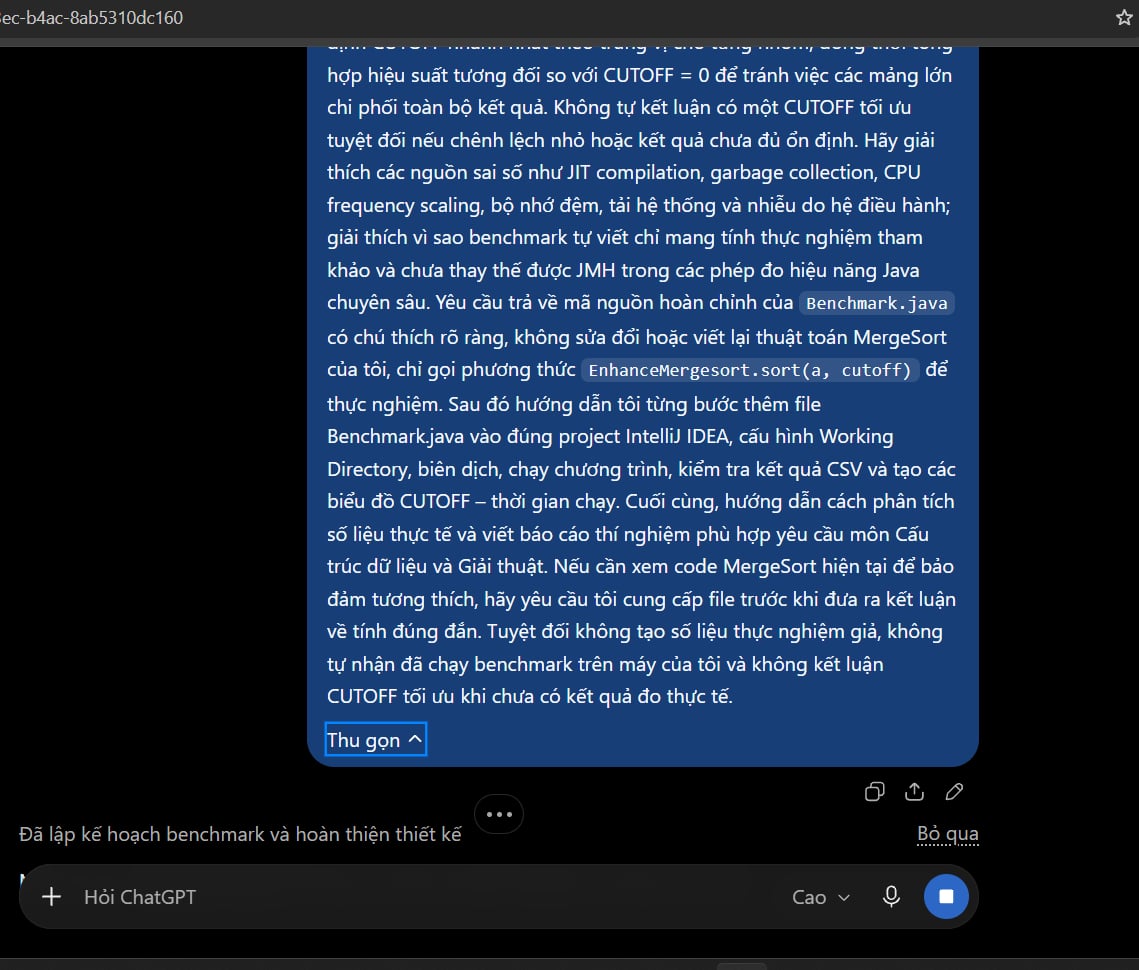 ec-b4ac-8ab5310dc160
định CUTOFF nhanh nhất theo trung vị cho từng nhóm, đồng thời tổng
hợp hiệu suất tương đối so với CUTOFF = 0 để tránh việc các mảng lớn
chi phối toàn bộ kết quả. Không tự kết luận có một CUTOFF tối ưu
tuyệt đối nếu chênh lệch nhỏ hoặc kết quả chưa đủ ổn định. Hãy giải
thích các nguồn sai số như JIT compilation, garbage collection, CPU
frequency scaling, bộ nhớ đệm, tải hệ thống và nhiễu do hệ điều hành;
giải thích vì sao benchmark tự viết chỉ mang tính thực nghiệm tham
khảo và chưa thay thế được JMH trong các phép đo hiệu năng Java
chuyên sâu. Yêu cầu trả về mã nguồn hoàn chỉnh của Benchmark.java
có chú thích rõ ràng, không sửa đổi hoặc viết lại thuật toán MergeSort
của tôi, chỉ gọi phương thức EnhanceMergesort.sort(a, cutoff) để
thực nghiệm. Sau đó hướng dẫn tôi từng bước thêm file
Benchmark.java vào đúng project IntelliJ IDEA, cấu hình Working
Directory, biên dịch, chạy chương trình, kiểm tra kết quả CSV và tạo các
biểu đồ CUTOFF – thời gian chạy. Cuối cùng, hướng dẫn cách phân tích
số liệu thực tế và viết báo cáo thí nghiệm phù hợp yêu cầu môn Cấu
trúc dữ liệu và Giải thuật. Nếu cần xem code MergeSort hiện tại để bảo
đảm tương thích, hãy yêu cầu tôi cung cấp file trước khi đưa ra kết luận
về tính đúng đắn. Tuyệt đối không tạo số liệu thực nghiệm giả, không
tự nhận đã chạy benchmark trên máy của tôi và không kết luận
CUTOFF tối ưu khi chưa có kết quả đo thực tế.
Thu gọn
Đã lập kế hoạch benchmark và hoàn thiện thiết kế
Bỏ qua
Hỏi ChatGPT
Cao